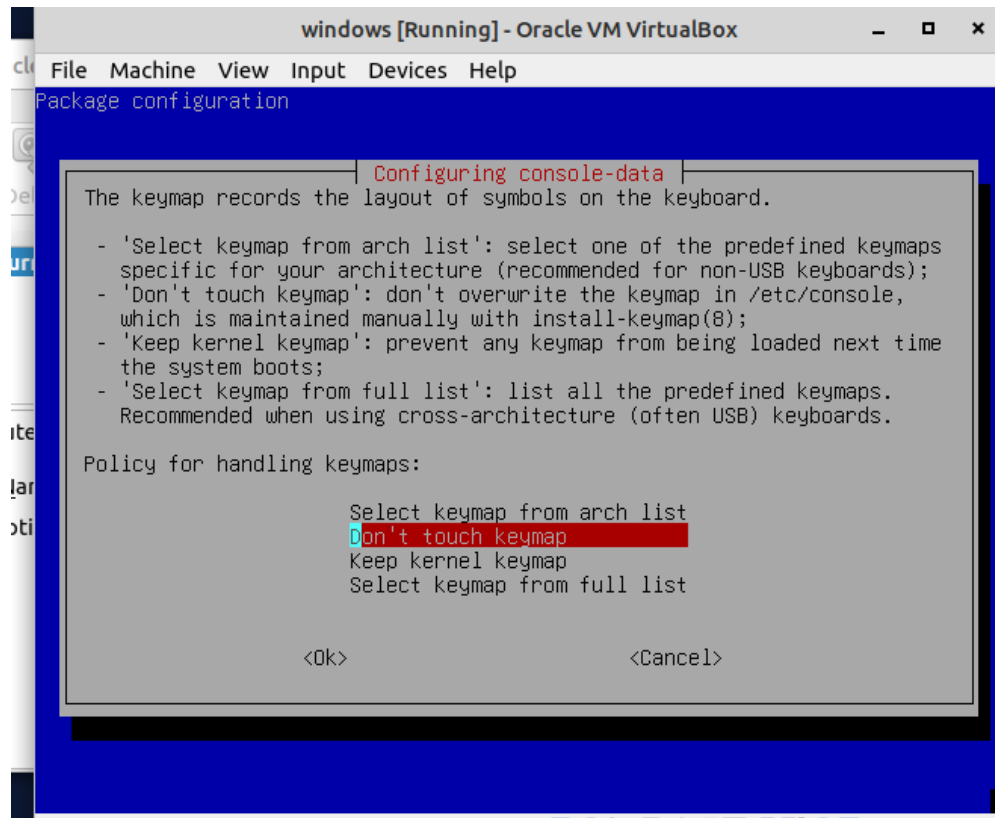 windows [Running] - Oracle VM VirtualBox
File Machine View Input Devices Help
Package configuration
Configuring console-data
The keymap records the layout of symbols on the keyboard.
- 'Select keymap from arch list': select one of the predefined keymaps
specific for your architecture (recommended for non-USB keyboards);
- 'Don't touch keymap': don't overwrite the keymap in /etc/console,
which is maintained manually with install-keymap(8);
- 'Keep kernel keymap': prevent any keymap from being loaded next time
the system boots;
- 'Select keymap from full list': list all the predefined keymaps.
Recommended when using cross-architecture (often USB) keyboards.
Policy for handling keymaps:
Select keymap from arch list
Don't touch keymap
Keep kernel keymap
Select keymap from full list
<Ok> <Cancel>